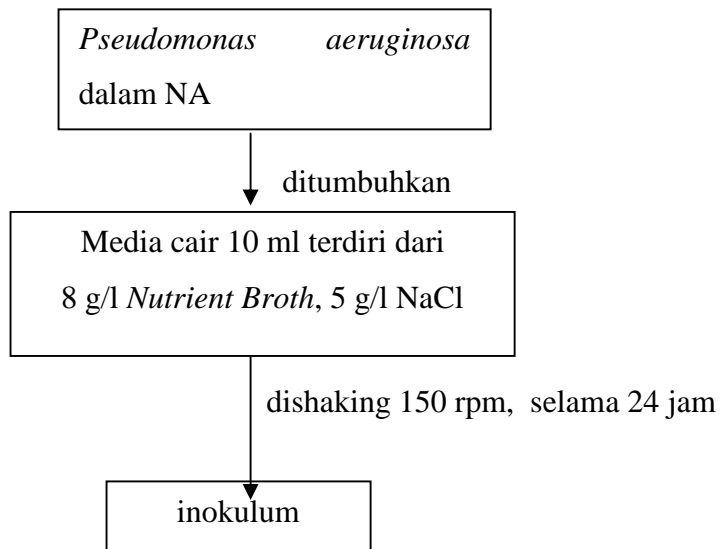 Pseudomonas aeruginosa
dalam NA
ditumbuhkan
Media cair 10 ml terdiri dari
8 g/l Nutrient Broth, 5 g/l NaCl
dishaking 150 rpm, selama 24 jam
inokulum